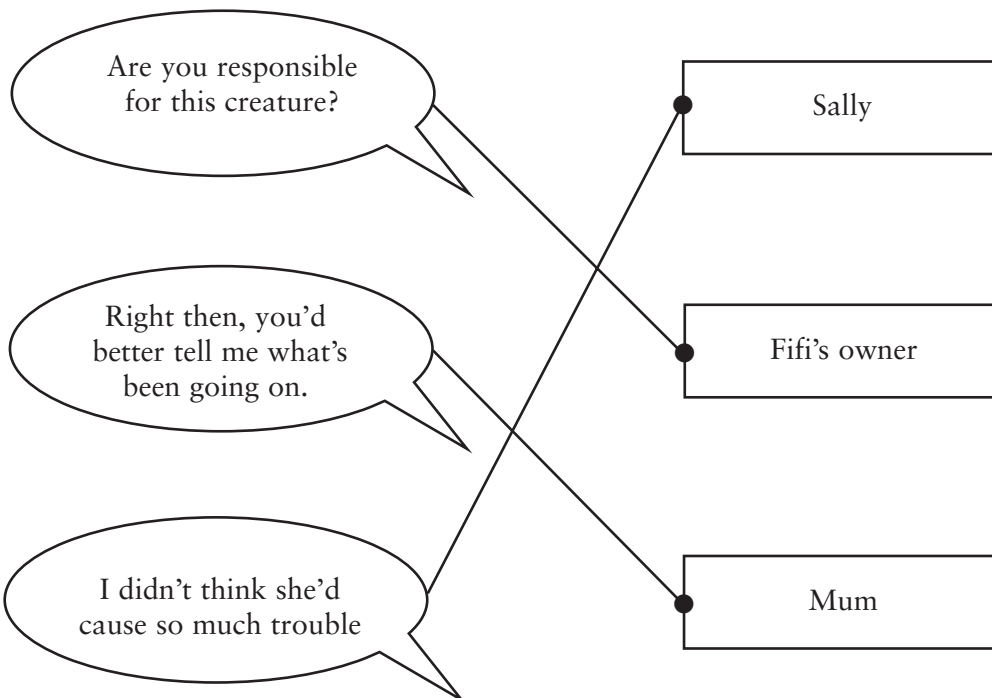 Are you responsible
for this creature?
Sally
Right then, you’d
better tell me what’s
been going on.
Fifi’s owner
I didn’t think she’d
cause so much trouble
Mum